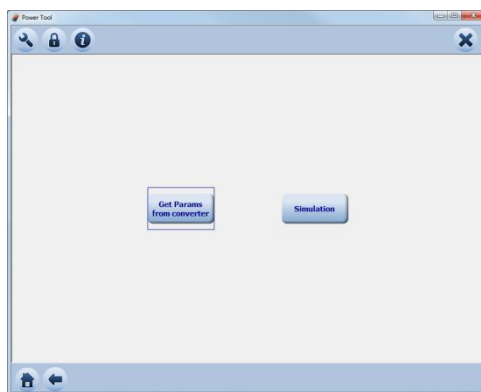 Power Tool
i
Get Params
from converter
Simulation